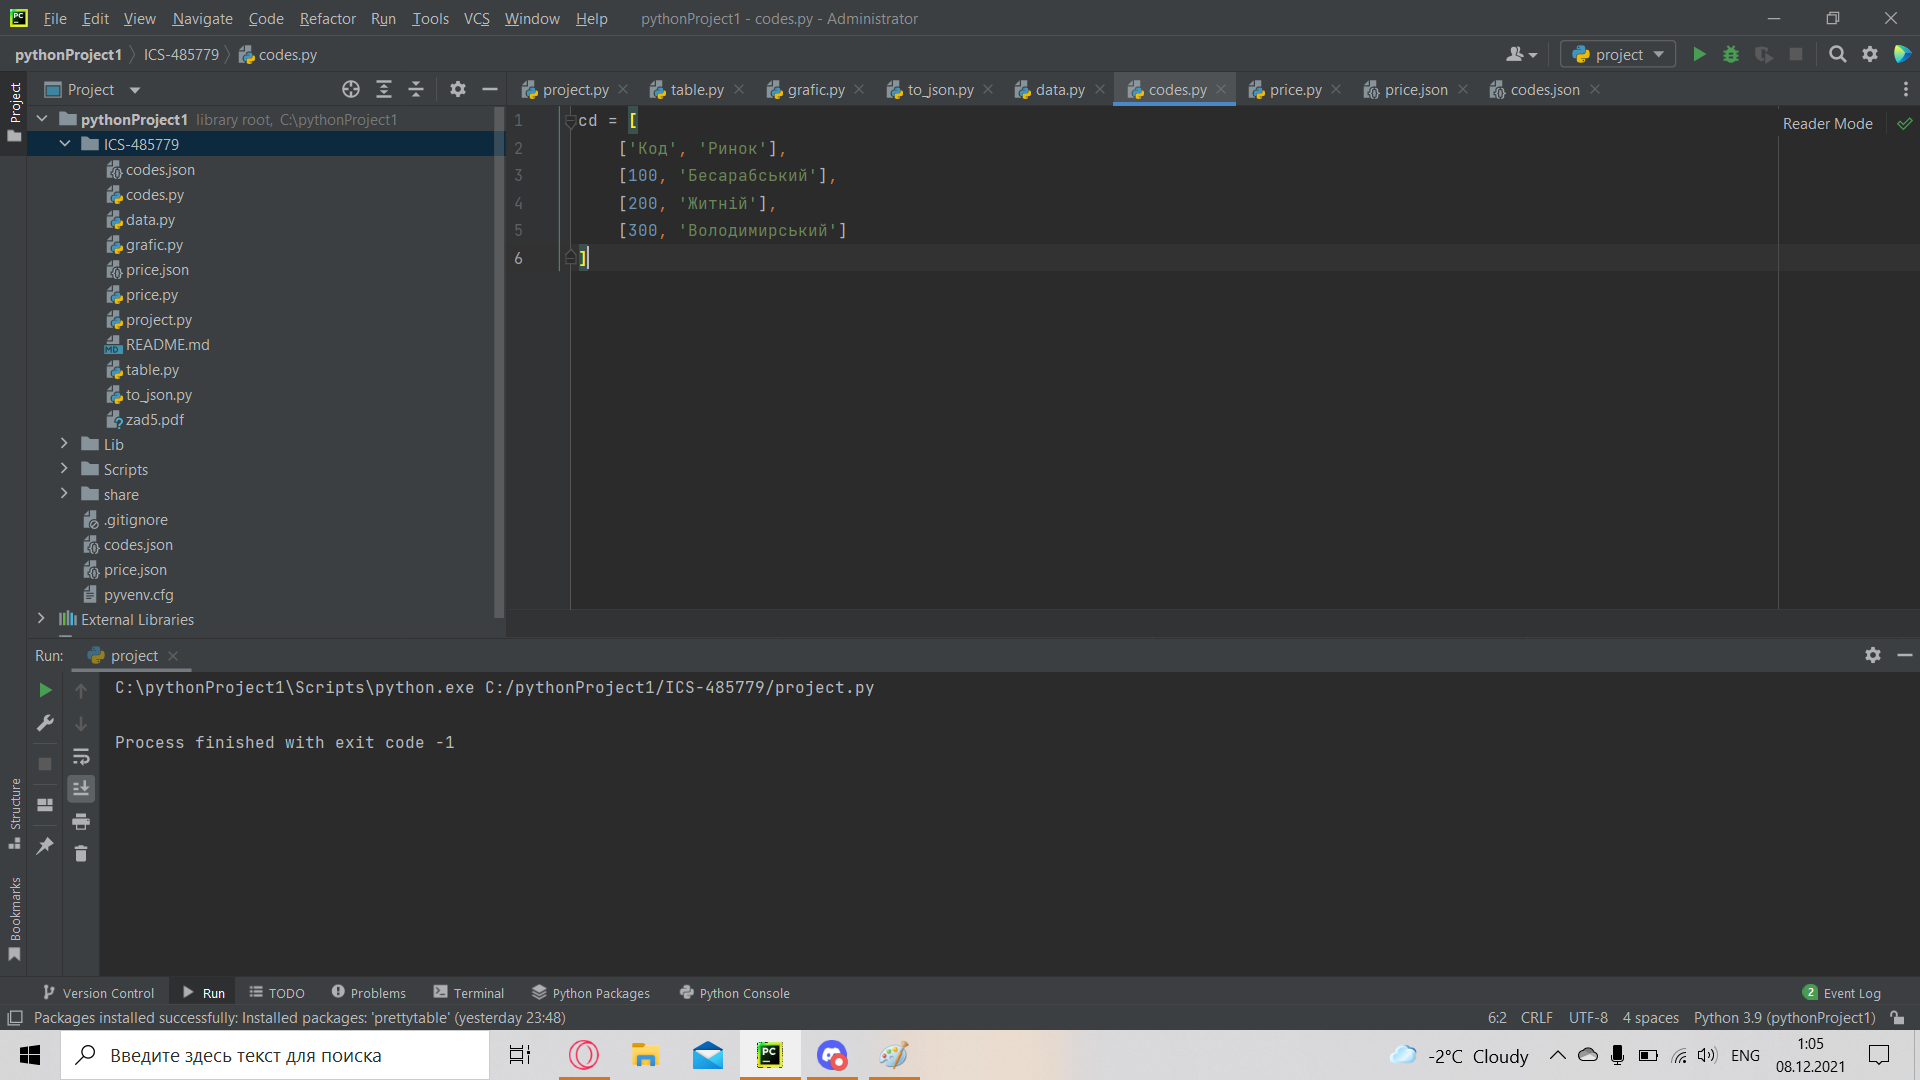 File Edit View Navigate Code Refactor Run Tools VCS Window Help pythonProject1 - codes.py - Administrator
pythonProject1 ICS-485779 codes.py
project
Project
project.py table.py grafic.py to_json.py data.py codes.py price.py price.json codes.json
Project
pythonProject1 library root, C:\pythonProject1
ICS-485779
codes.json
codes.py
data.py
grafic.py
price.json
price.py
project.py
README.md
table.py
to_json.py
zad5.pdf
Lib
Scripts
share
.gitignore
codes.json
price.json
pyvenv.cfg
External Libraries
1 cd = [
2 ['Код', 'Ринок'],
3 [100, 'Бесарабський'],
4 [200, 'Житній'],
5 [300, 'Володимирський']
6 ]
Reader Mode
Run: project
C:\pythonProject1\Scripts\python.exe C:/pythonProject1/ICS-485779/project.py
Process finished with exit code -1
Structure
Bookmarks
Version Control Run TODO Problems Terminal Python Packages Python Console 2 Event Log
Packages installed successfully: Installed packages: 'prettytable' (yesterday 23:48) 6:2 CRLF UTF-8 4 spaces Python 3.9 (pythonProject1)
Введите здесь текст для поиска
PC
-2°C Cloudy
ENG
1:05
08.12.2021